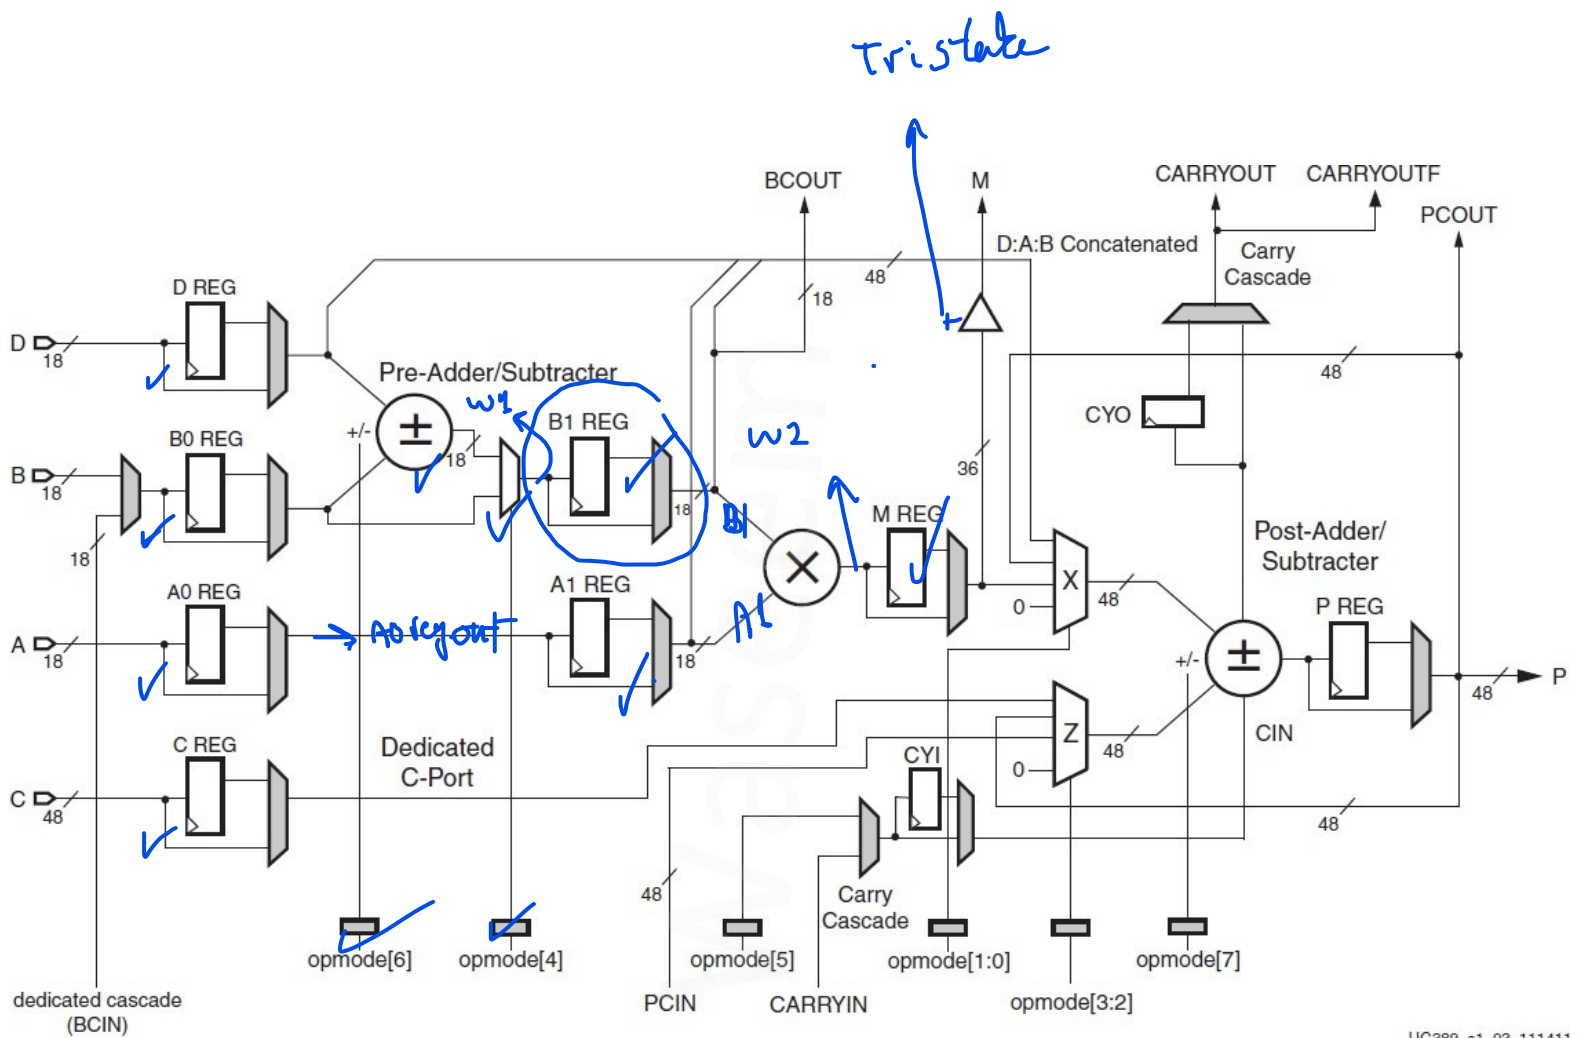 Tristate
BCOUT
M
CARRYOUT
CARRYOUTF
PCOUT
D:A:B Concatenated
Carry
Cascade
48
18
D REG
D
18
Pre-Adder/Subtracter
48
CYO
w1
B1 REG
w2
+/-
±
18
B0 REG
B
18
36
18
B1
M REG
Post-Adder/
Subtracter
18
×
X
48
0
A0 REG
A1 REG
P REG
A
18
A0regout
18
A1
+/-
±
48
P
C REG
Dedicated
C-Port
Z
48
CIN
CYI
0
C
48
48
48
Carry
Cascade
opmode[6]
opmode[4]
opmode[5]
opmode[1:0]
opmode[7]
dedicated cascade
(BCIN)
PCIN
CARRYIN
opmode[3:2]
Waseem